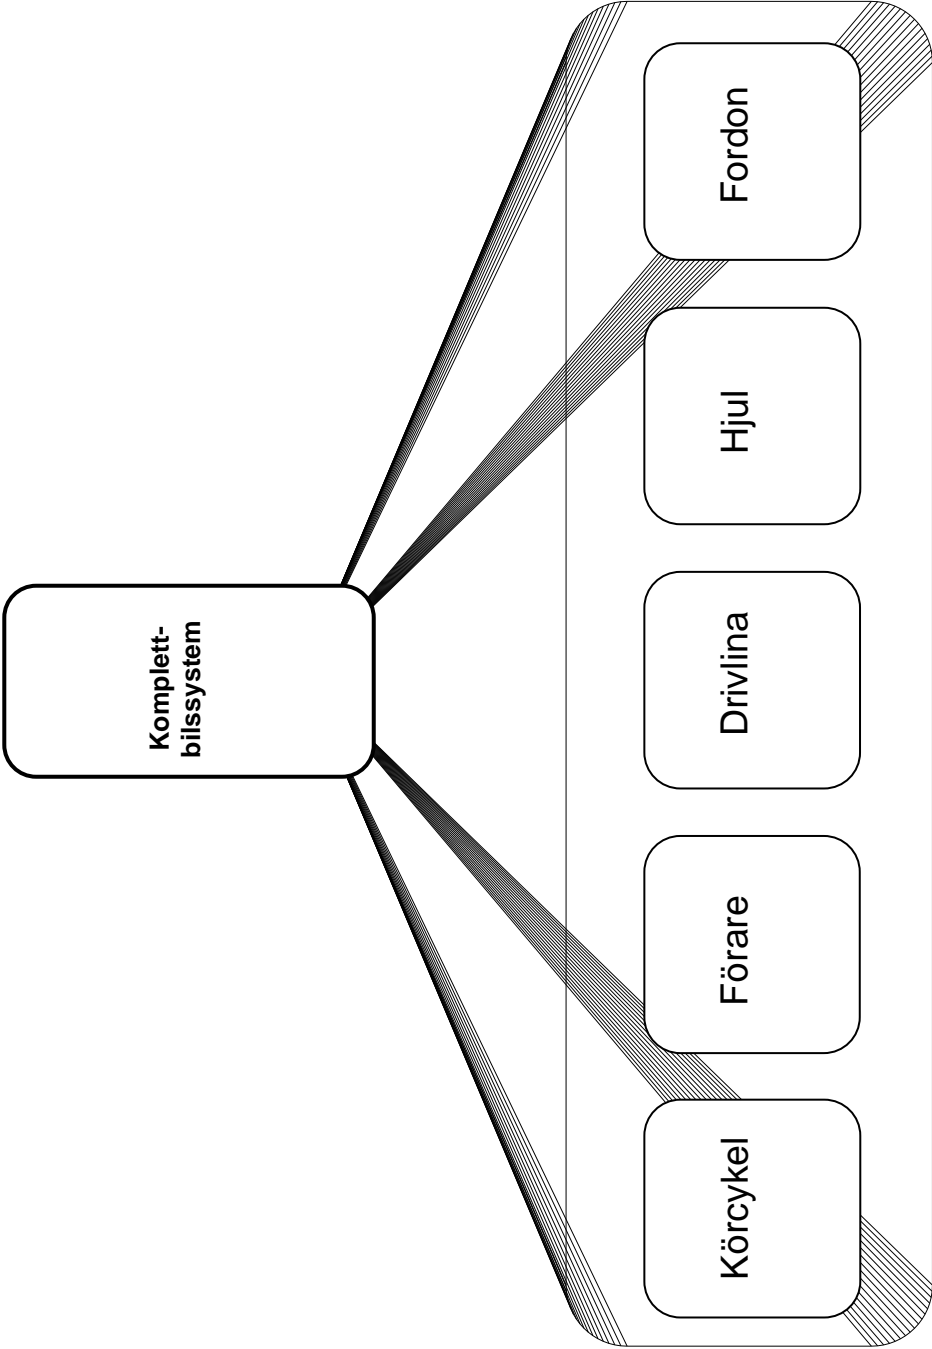 Komplett-
bilssystem
Körcykel
Förare
Drivlina
Hjul
Fordon